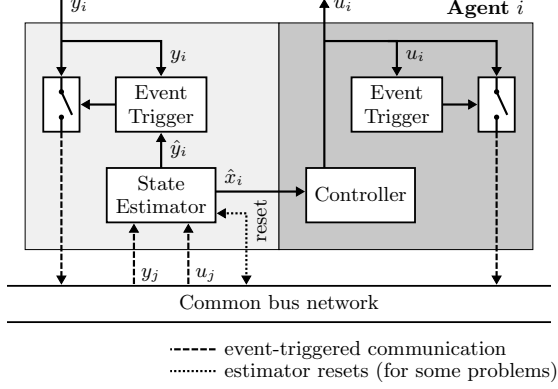 y_i
u_i
Agent i
y_i
u_i
Event
Trigger
Event
Trigger
ŷ_i
State
Estimator
x̂_i
Controller
reset
y_j
u_j
Common bus network
event-triggered communication
estimator resets (for some problems)